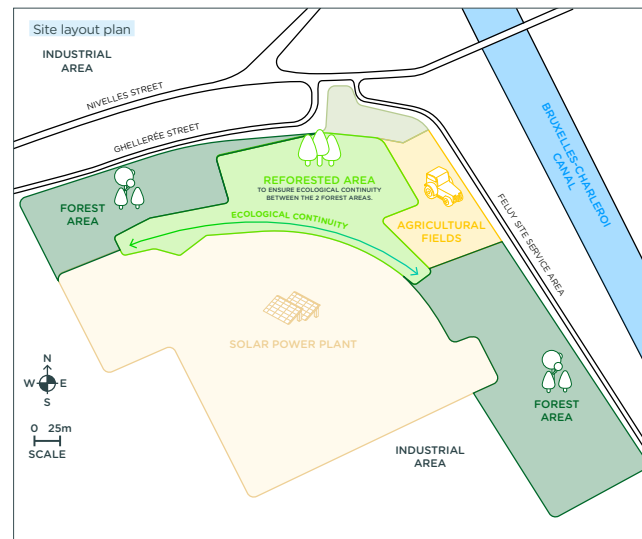 Site layout plan
INDUSTRIAL
AREA
NIVELLES STREET
GHELLERÉE STREET
BRUXELLES-CHARLEROI
CANAL
REFORESTED AREA
TO ENSURE ECOLOGICAL CONTINUITY
BETWEEN THE 2 FOREST AREAS.
FOREST
AREA
ECOLOGICAL CONTINUITY
AGRICULTURAL
FIELDS
FELUY SITE SERVICE AREA
SOLAR POWER PLANT
N
W E
S
0 25m
SCALE
FOREST
AREA
INDUSTRIAL
AREA